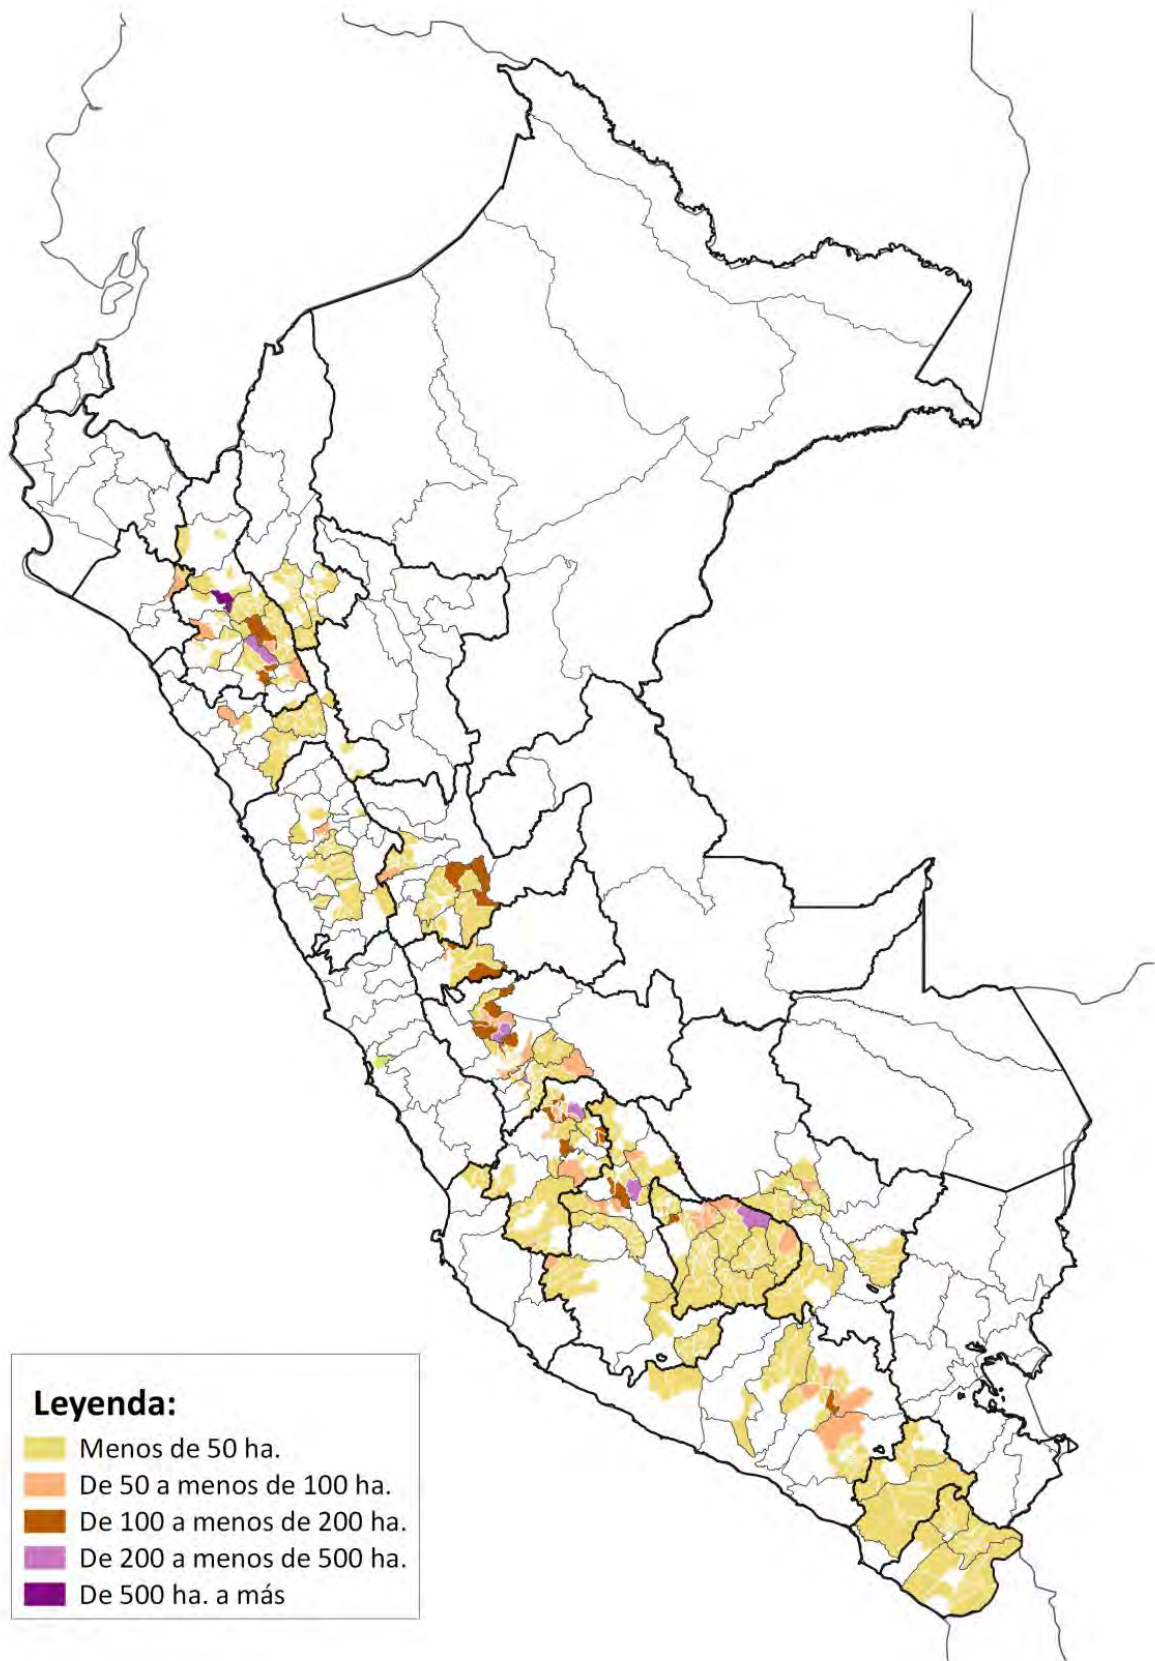 Leyenda:
Menos de 50 ha.
De 50 a menos de 100 ha.
De 100 a menos de 200 ha.
De 200 a menos de 500 ha.
De 500 ha. a más